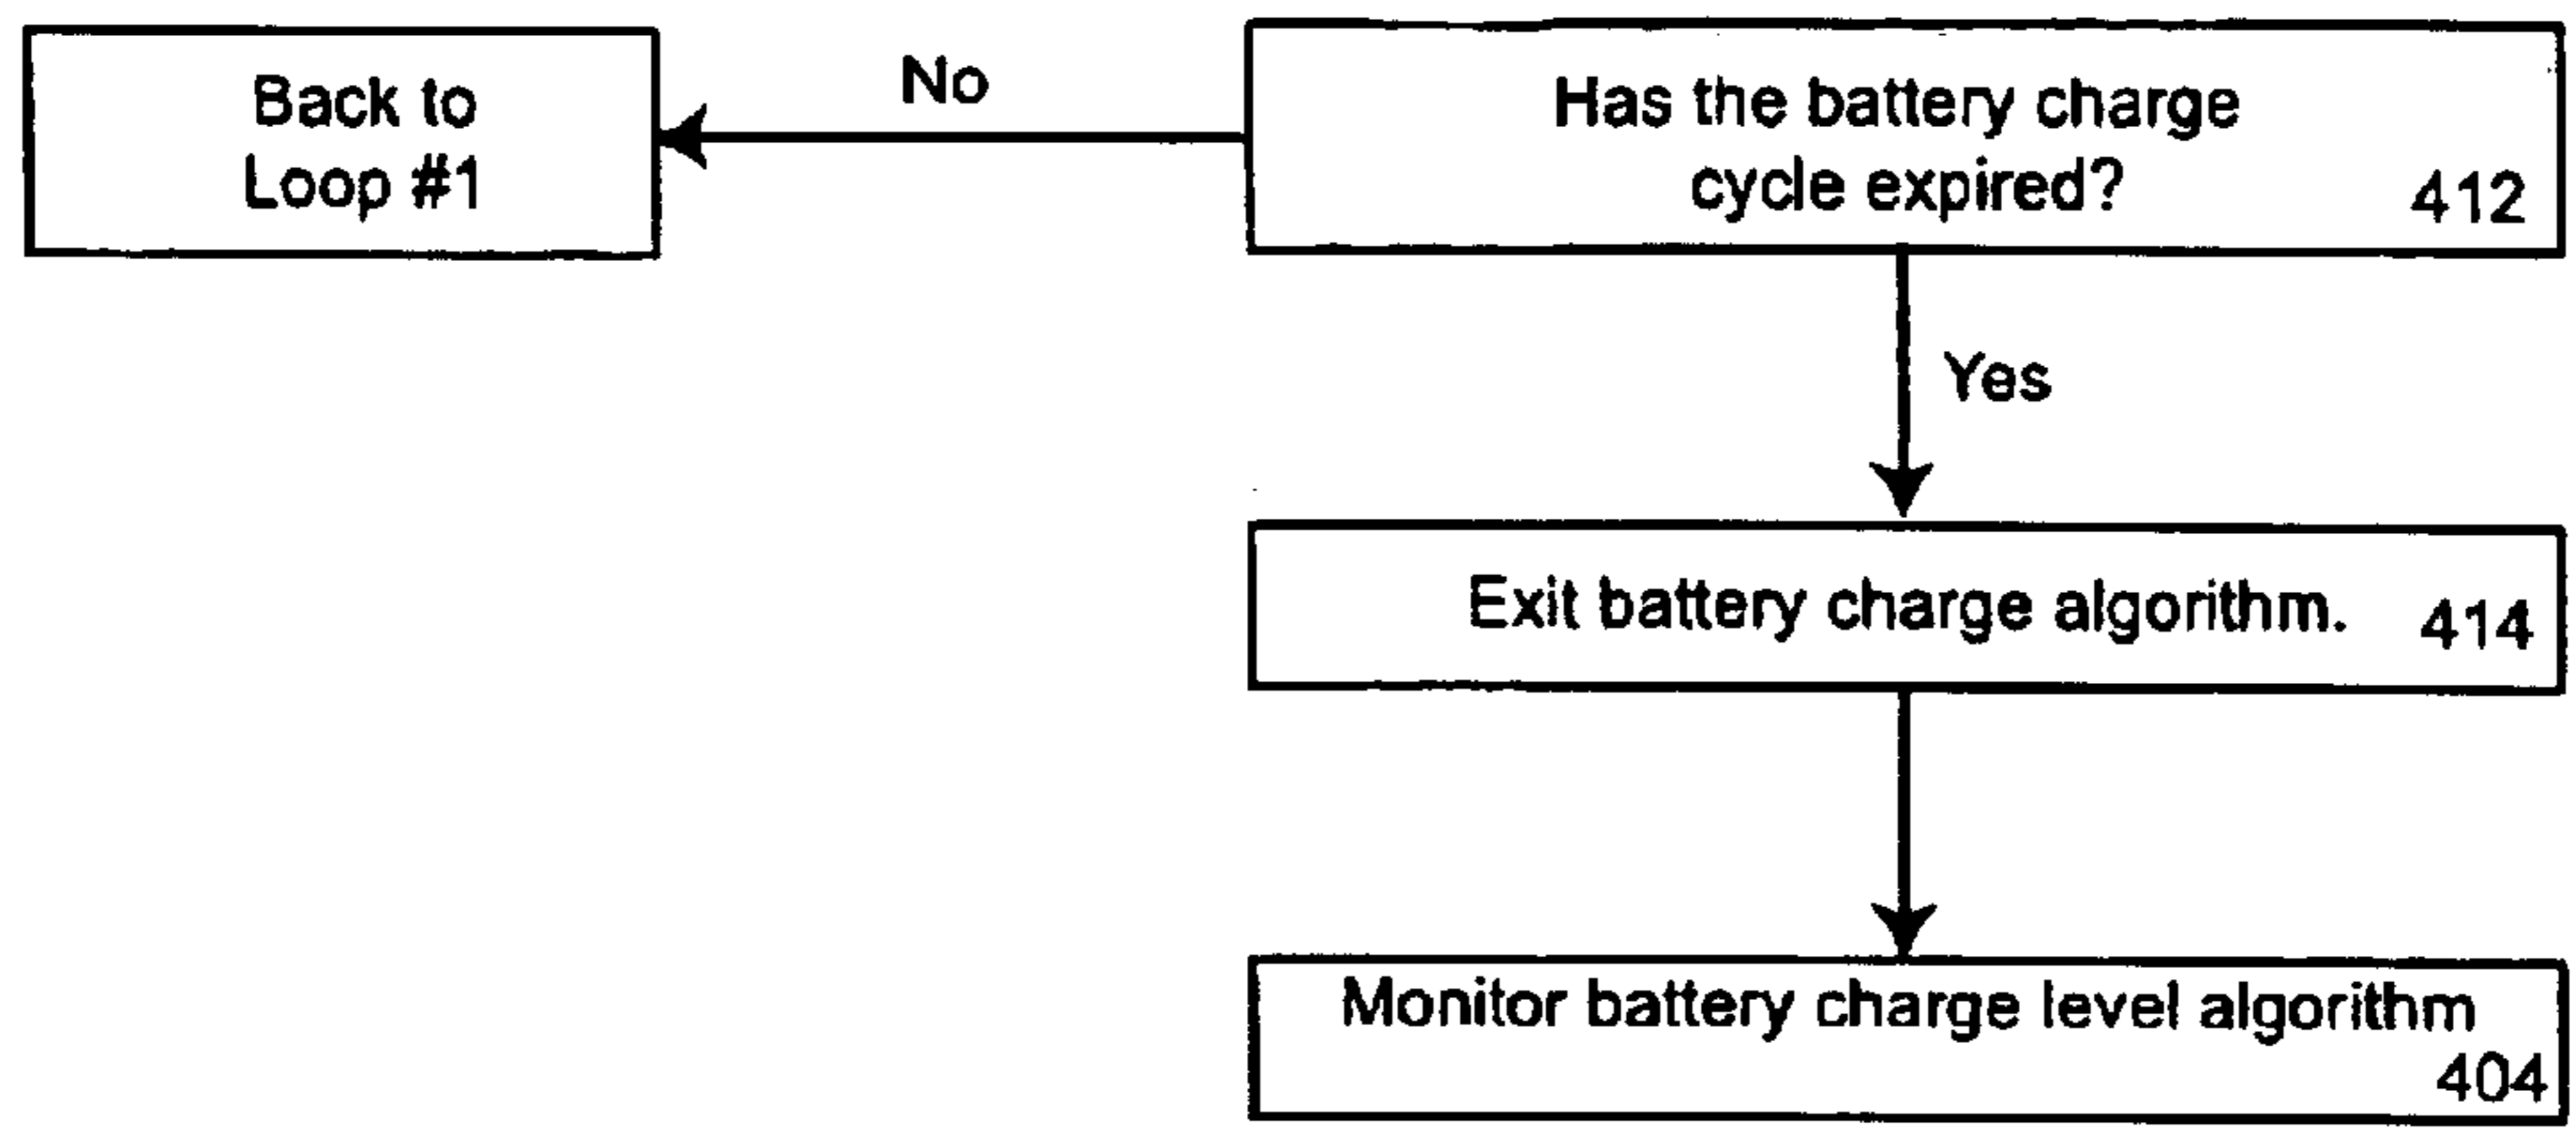 Back to
Loop #1
No
Has the battery charge
cycle expired?
412
Yes
Exit battery charge algorithm.
414
Monitor battery charge level algorithm
404